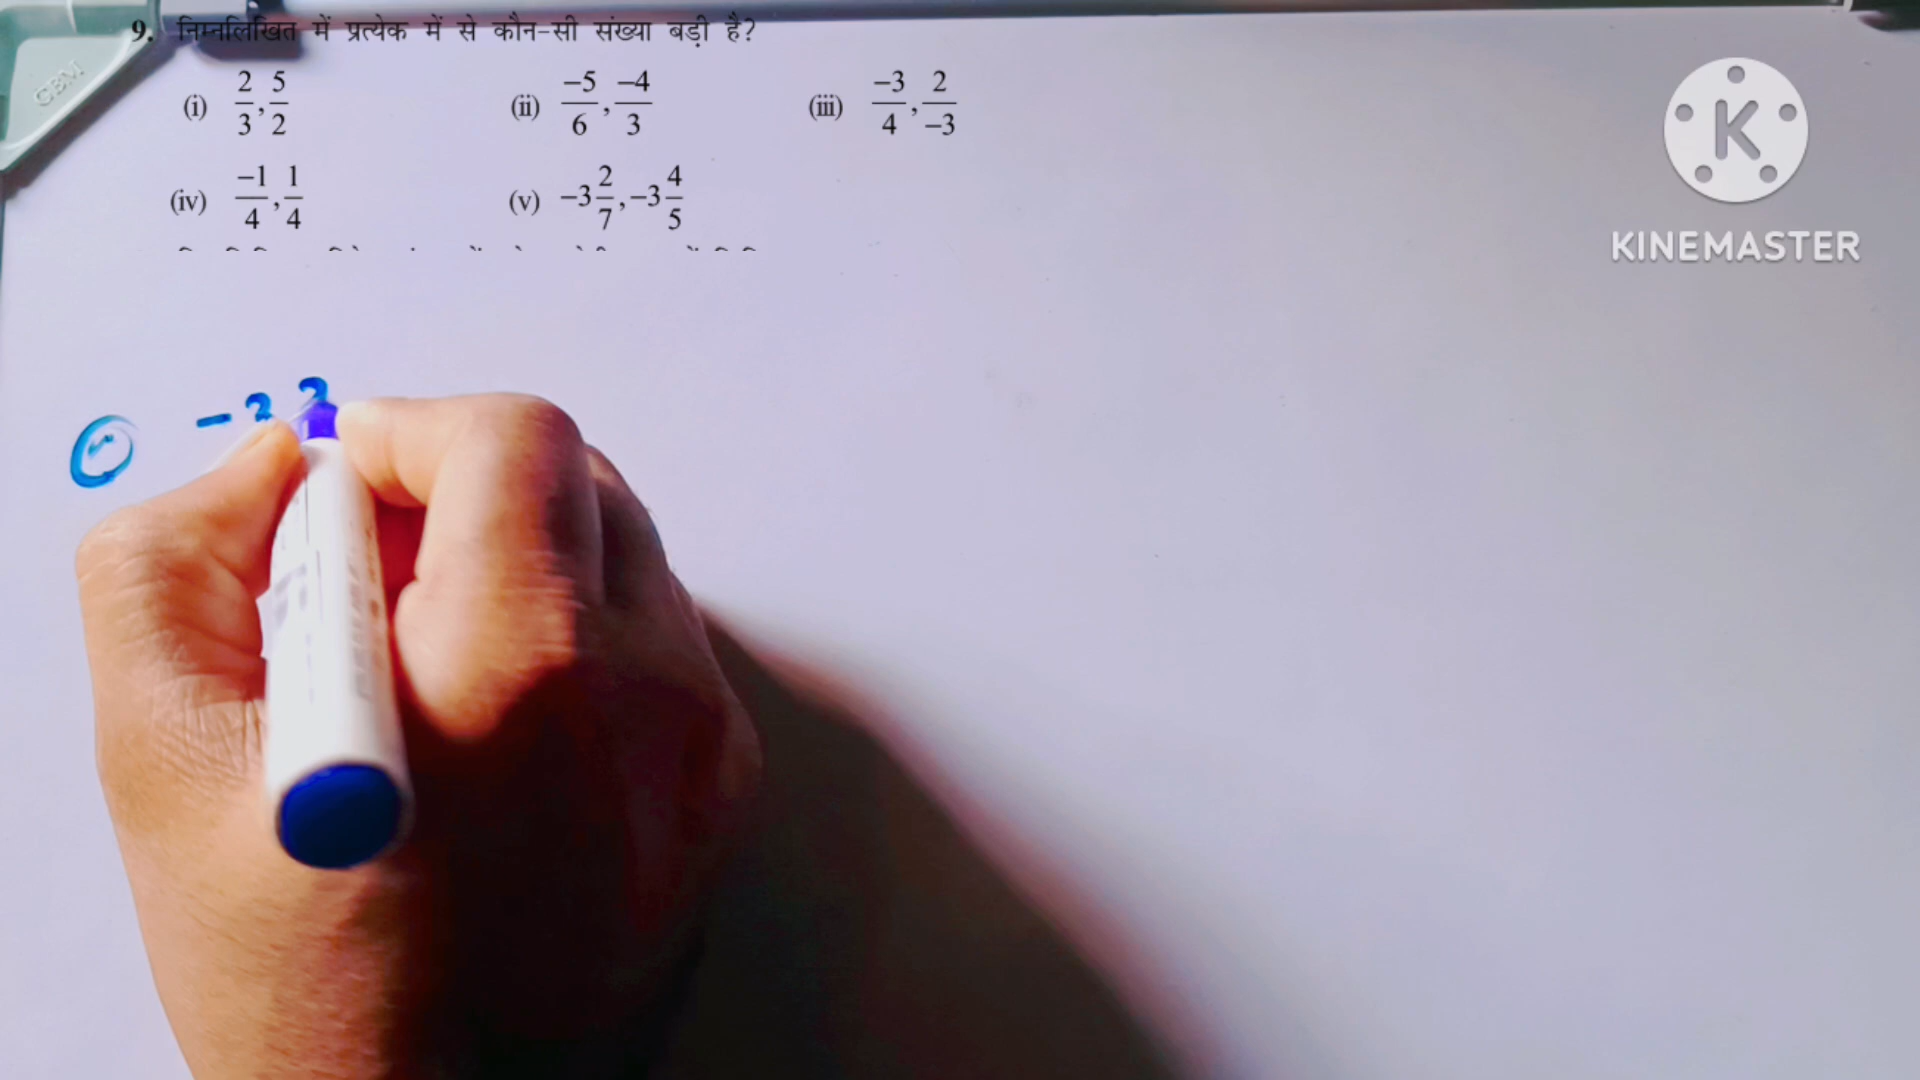 9. निम्नलिखित में प्रत्येक में से कौन-सी संख्या बड़ी है?
(i) 2/3, 5/2 (ii) -5/6, -4/3 (iii) -3/4, 2/-3
(iv) -1/4, 1/4 (v) -3 2/7, -3 4/5
CBM
K
KINEMASTER
- 3 2